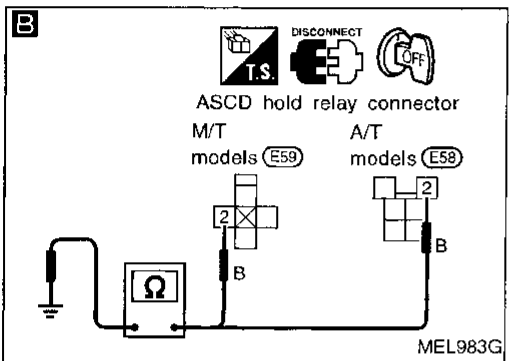 B
DISCONNECT
T.S.
OFF
ASCD hold relay connector
M/T
models E59
A/T
models E58
2
2
B
B
Ω
MEL983G